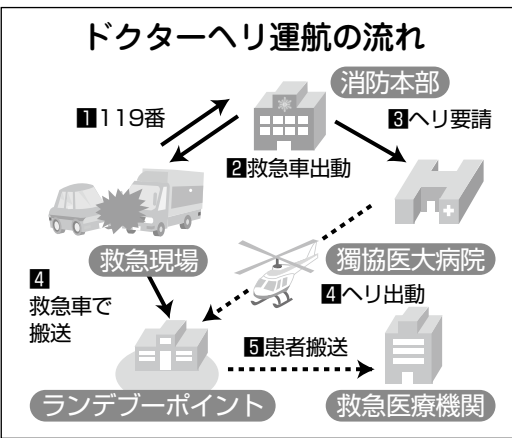 ドクターヘリ運航の流れ
消防本部
1119番
3ヘリ要請
2救急車出動
救急現場
獨協医大病院
4
救急車で
搬送
4ヘリ出動
5患者搬送
ランデブーポイント
救急医療機関